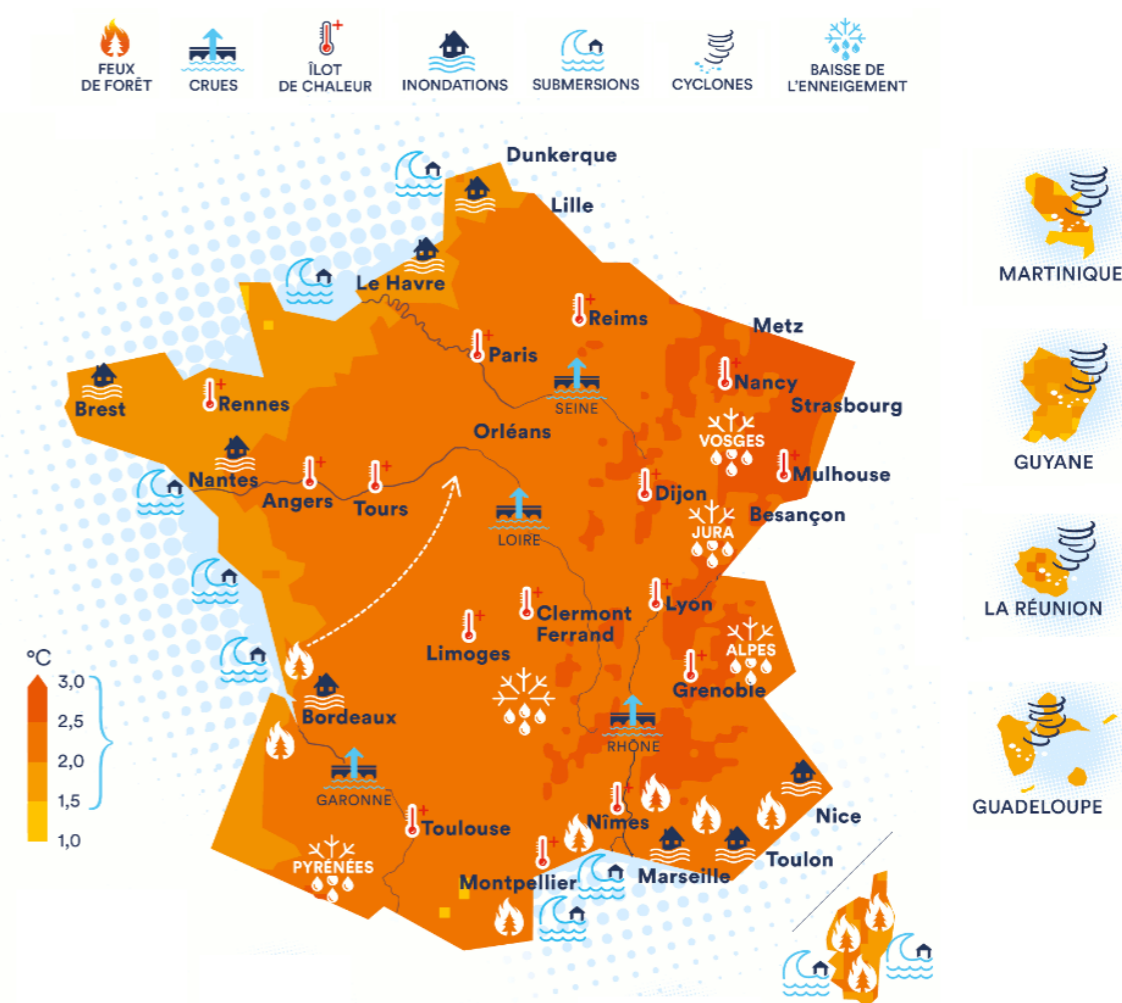 FEUX
DE FORÊT
CRUES
ÎLOT
DE CHALEUR
INONDATIONS
SUBMERSIONS
CYCLONES
BAISSE DE
L'ENNEIGEMENT
Dunkerque
Lille
Le Havre
Reims
Metz
Paris
Nancy
SEINE
Brest
Rennes
Strasbourg
Orléans
VOSGES
Nantes
Angers
Tours
Dijon
Mulhouse
Besançon
LOIRE
JURA
Clermont
Ferrand
Lyon
Limoges
ALPES
Grenoble
Bordeaux
RHÔNE
GARONNE
Nîmes
Nice
Toulouse
Toulon
PYRÉNÉES
Montpellier
Marseille
°C
3,0
2,5
2,0
1,5
1,0
MARTINIQUE
GUYANE
LA RÉUNION
GUADELOUPE